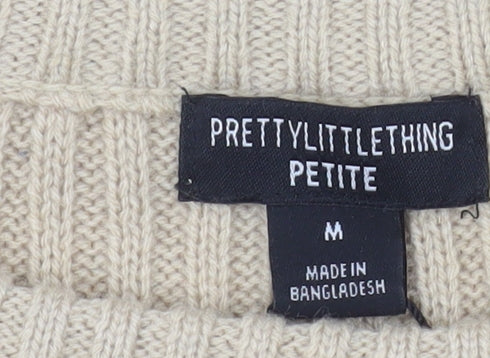 PRETTYLITTLETHING
PETITE
M
MADE IN
BANGLADESH